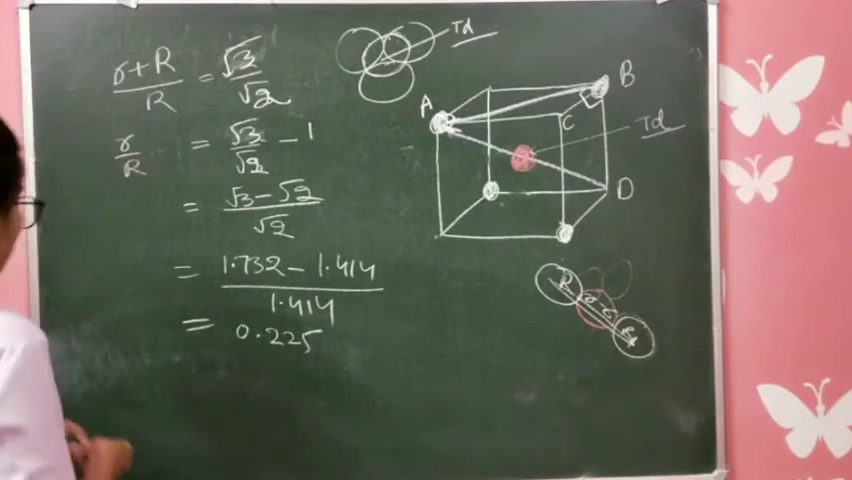 (r+R)/R = √3/√2
r/R = √3/√2 - 1
= (√3-√2)/√2
= (1.732 - 1.414)/1.414
= 0.225
Td
A
B
C
Td
D
R
r
r
R